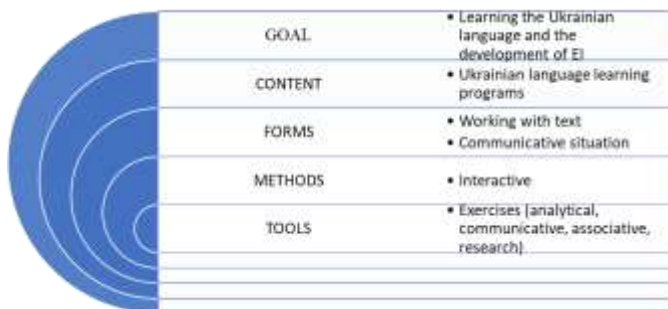 GOAL
• Learning the Ukrainian
language and the
development of EI
CONTENT
• Ukrainian language learning
programs
FORMS
• Working with text
• Communicative situation
METHODS
• Interactive
TOOLS
• Exercises (analytical,
communicative, associative,
research)